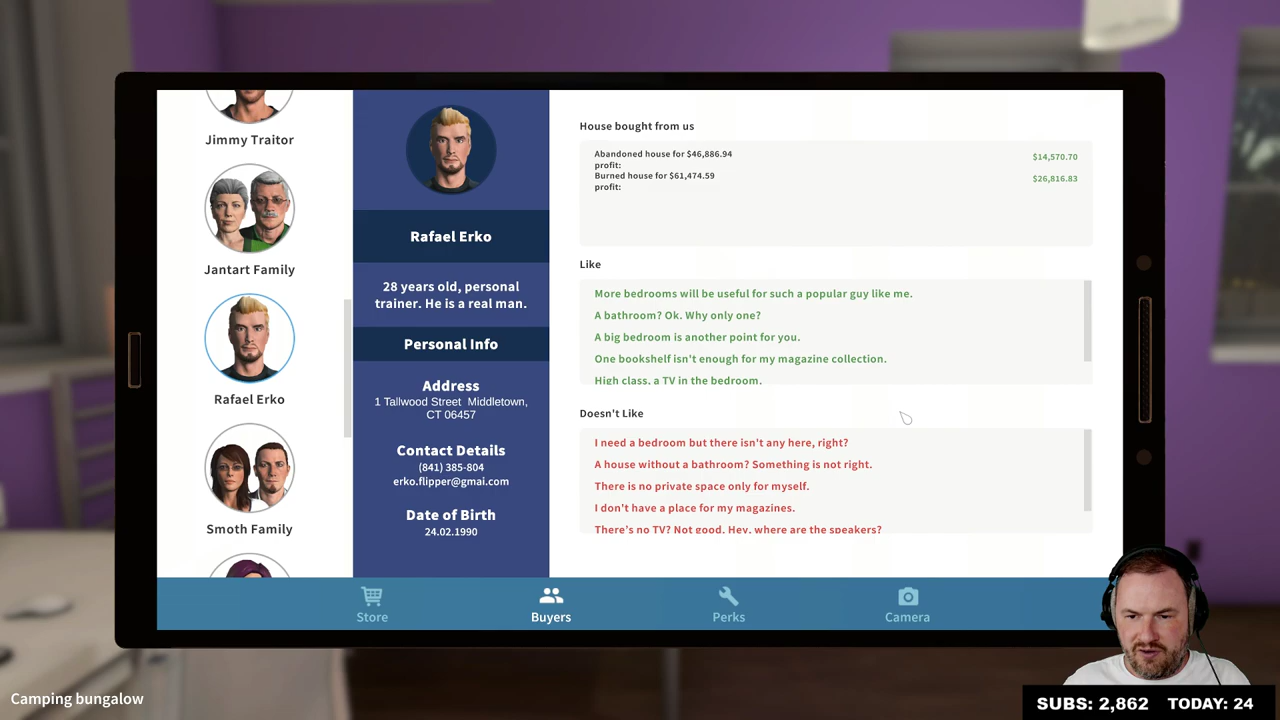 Jimmy Traitor
Jantart Family
Rafael Erko
Smoth Family
Rafael Erko
28 years old, personal
trainer. He is a real man.
Personal Info
Address
1 Tallwood Street Middletown,
CT 06457
Contact Details
(841) 385-804
erko.flipper@gmai.com
Date of Birth
24.02.1990
House bought from us
Abandoned house for $46,886.94
profit:
$14,570.70
Burned house for $61,474.59
profit:
$26,816.83
Like
More bedrooms will be useful for such a popular guy like me.
A bathroom? Ok. Why only one?
A big bedroom is another point for you.
One bookshelf isn't enough for my magazine collection.
High class, a TV in the bedroom.
Doesn't Like
I need a bedroom but there isn't any here, right?
A house without a bathroom? Something is not right.
There is no private space only for myself.
I don't have a place for my magazines.
There's no TV? Not good. Hey, where are the speakers?
Store
Buyers
Perks
Camera
Camping bungalow
SUBS: 2,862 TODAY: 24